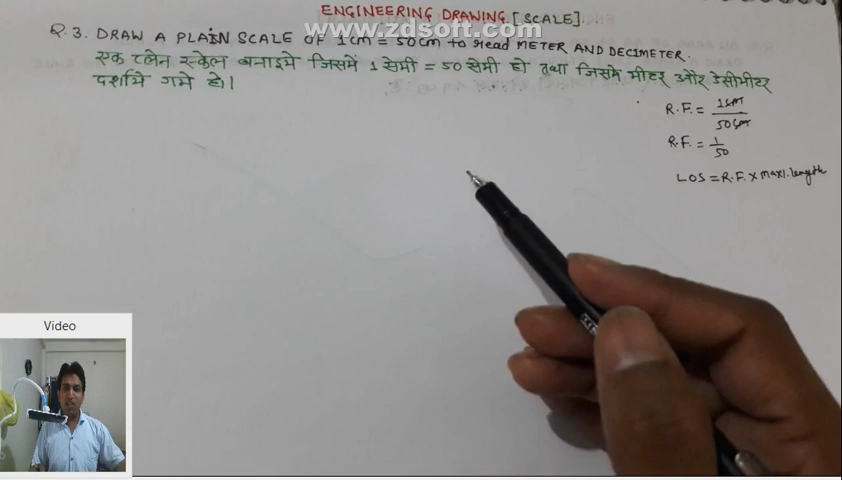 ENGINEERING DRAWING [SCALE]
www.zdsoft.com
Q.3. DRAW A PLAIN SCALE OF 1cm = 50cm to read METER AND DECIMETER.
एक प्लेन स्केल बनाइये जिसमें 1 सेमी = 50 सेमी हो तथा जिसमे मीटर और डेसीमीटर
दर्शाये गये हो।
R.F. = 1cm
50cm
R.F. = 1/50
LOS = R.F. x maxi. length
Video